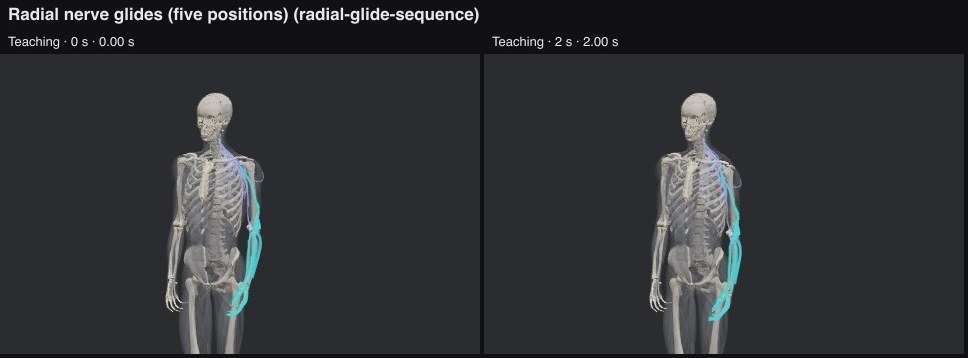 Radial nerve glides (five positions) (radial-glide-sequence)
Teaching · 0 s · 0.00 s
Teaching · 2 s · 2.00 s